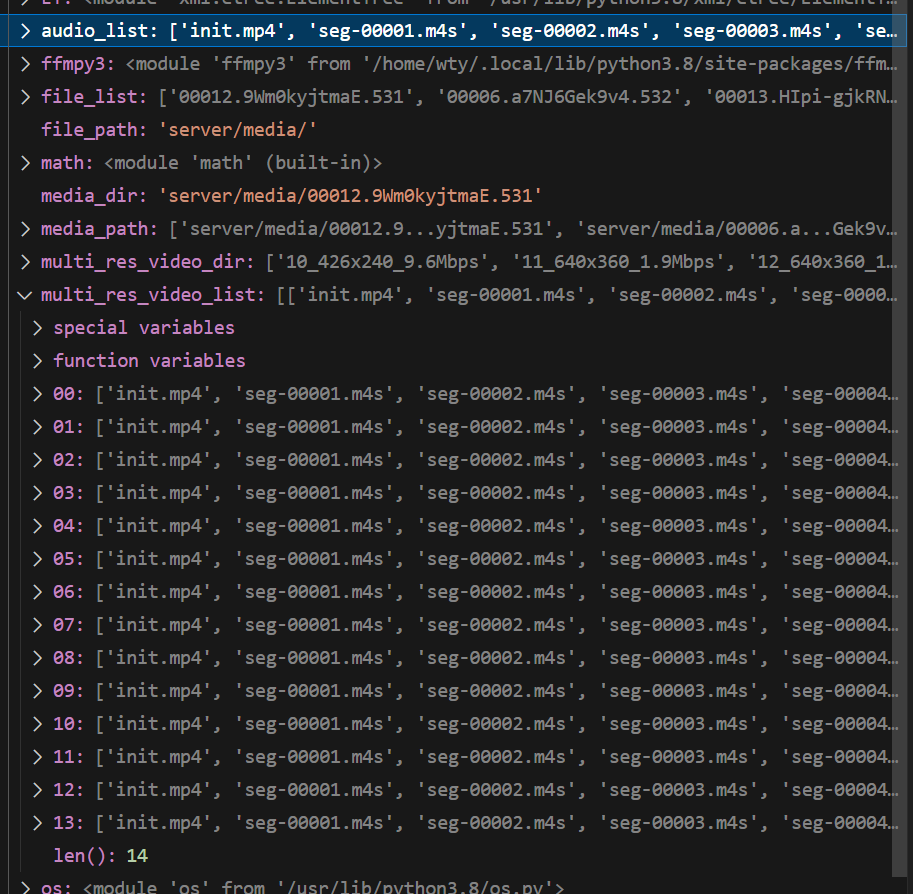 ET: <module 'xml.etree.ElementTree' from '/usr/lib/python3.8/xml/etree/ElementT…
audio_list: ['init.mp4', 'seg-00001.m4s', 'seg-00002.m4s', 'seg-00003.m4s', 'se…
ffmpy3: <module 'ffmpy3' from '/home/wty/.local/lib/python3.8/site-packages/ffm…
file_list: ['00012.9Wm0kyjtmaE.531', '00006.a7NJ6Gek9v4.532', '00013.HIpi-gjkRN…
file_path: 'server/media/'
math: <module 'math' (built-in)>
media_dir: 'server/media/00012.9Wm0kyjtmaE.531'
media_path: ['server/media/00012.9...yjtmaE.531', 'server/media/00006.a...Gek9v…
multi_res_video_dir: ['10_426x240_9.6Mbps', '11_640x360_1.9Mbps', '12_640x360_1…
multi_res_video_list: [['init.mp4', 'seg-00001.m4s', 'seg-00002.m4s', 'seg-0000…
special variables
function variables
00: ['init.mp4', 'seg-00001.m4s', 'seg-00002.m4s', 'seg-00003.m4s', 'seg-00004…
01: ['init.mp4', 'seg-00001.m4s', 'seg-00002.m4s', 'seg-00003.m4s', 'seg-00004…
02: ['init.mp4', 'seg-00001.m4s', 'seg-00002.m4s', 'seg-00003.m4s', 'seg-00004…
03: ['init.mp4', 'seg-00001.m4s', 'seg-00002.m4s', 'seg-00003.m4s', 'seg-00004…
04: ['init.mp4', 'seg-00001.m4s', 'seg-00002.m4s', 'seg-00003.m4s', 'seg-00004…
05: ['init.mp4', 'seg-00001.m4s', 'seg-00002.m4s', 'seg-00003.m4s', 'seg-00004…
06: ['init.mp4', 'seg-00001.m4s', 'seg-00002.m4s', 'seg-00003.m4s', 'seg-00004…
07: ['init.mp4', 'seg-00001.m4s', 'seg-00002.m4s', 'seg-00003.m4s', 'seg-00004…
08: ['init.mp4', 'seg-00001.m4s', 'seg-00002.m4s', 'seg-00003.m4s', 'seg-00004…
09: ['init.mp4', 'seg-00001.m4s', 'seg-00002.m4s', 'seg-00003.m4s', 'seg-00004…
10: ['init.mp4', 'seg-00001.m4s', 'seg-00002.m4s', 'seg-00003.m4s', 'seg-00004…
11: ['init.mp4', 'seg-00001.m4s', 'seg-00002.m4s', 'seg-00003.m4s', 'seg-00004…
12: ['init.mp4', 'seg-00001.m4s', 'seg-00002.m4s', 'seg-00003.m4s', 'seg-00004…
13: ['init.mp4', 'seg-00001.m4s', 'seg-00002.m4s', 'seg-00003.m4s', 'seg-00004…
len(): 14
os: <module 'os' from '/usr/lib/python3.8/os.py'>